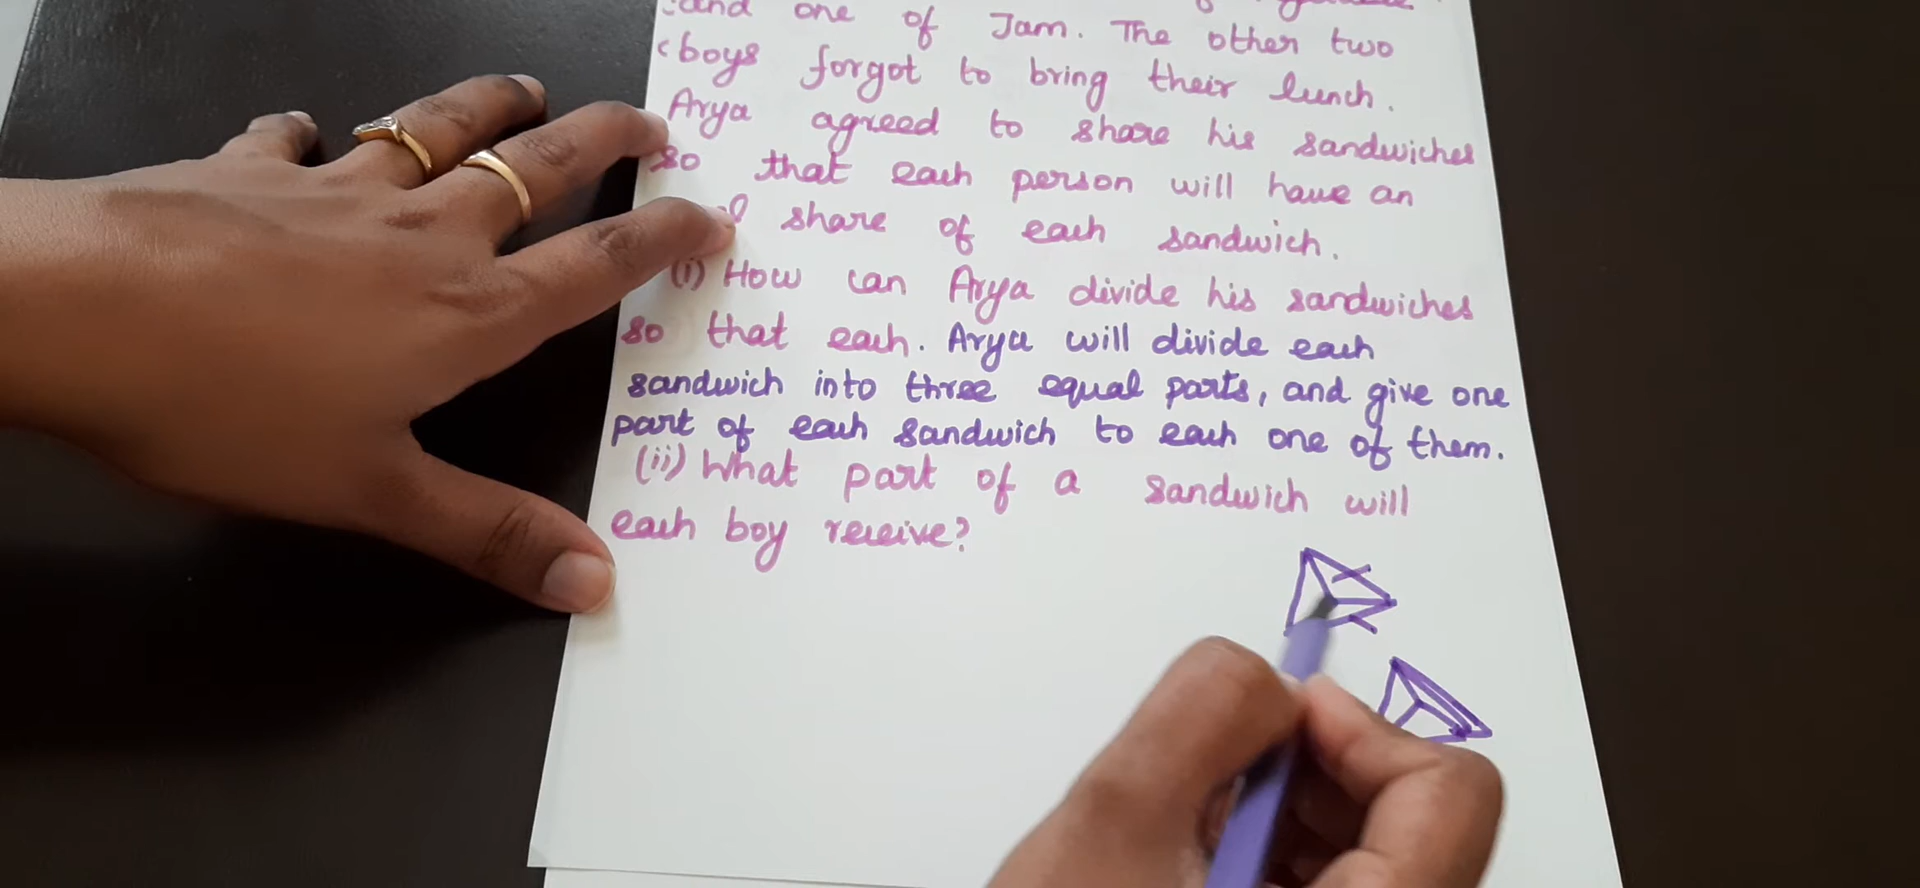 and one of Jam. The other two
boys forgot to bring their lunch.
Arya agreed to share his sandwiches
so that each person will have an
share of each sandwich.
(i) How can Arya divide his sandwiches
so that each. Arya will divide each
sandwich into three equal parts, and give one
part of each sandwich to each one of them.
(ii) What part of a sandwich will
each boy receive?